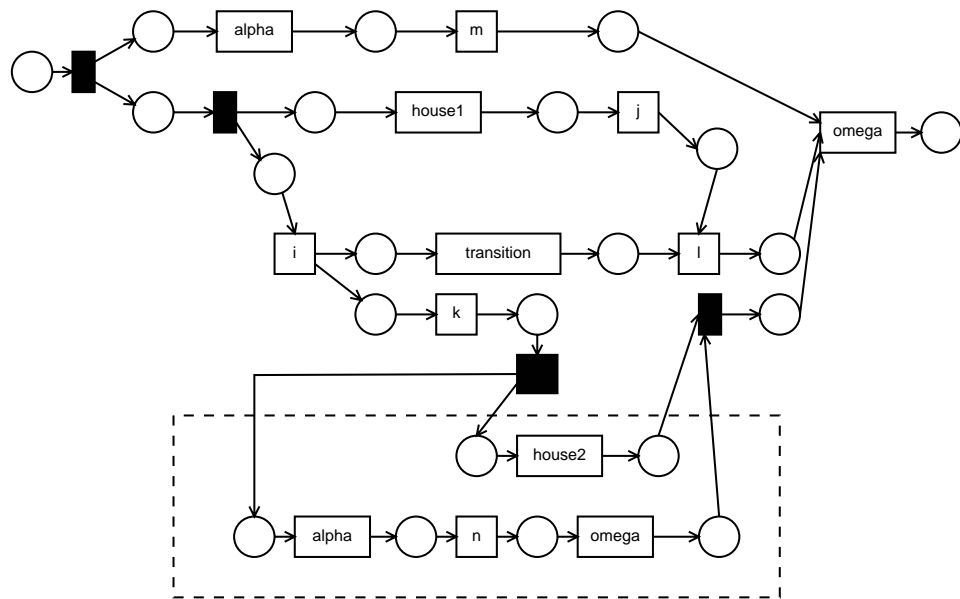 alpha
m
house1
j
omega
i
transition
l
k
house2
alpha
n
omega